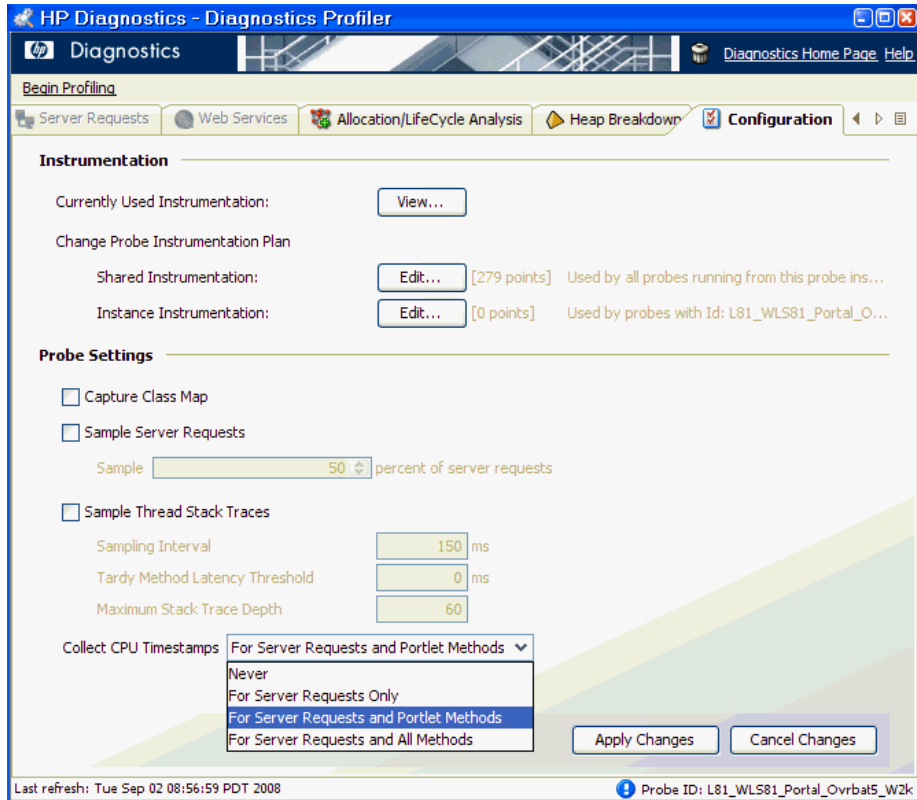 HP Diagnostics - Diagnostics Profiler
hp Diagnostics Diagnostics Home Page Help
Begin Profiling
Server Requests Web Services Allocation/LifeCycle Analysis Heap Breakdown Configuration
Instrumentation
Currently Used Instrumentation: View...
Change Probe Instrumentation Plan
Shared Instrumentation: Edit... [279 points] Used by all probes running from this probe ins...
Instance Instrumentation: Edit... [0 points] Used by probes with Id: L81_WLS81_Portal_O...
Probe Settings
Capture Class Map
Sample Server Requests
Sample 50 percent of server requests
Sample Thread Stack Traces
Sampling Interval 150 ms
Tardy Method Latency Threshold 0 ms
Maximum Stack Trace Depth 60
Collect CPU Timestamps For Server Requests and Portlet Methods
Never
For Server Requests Only
For Server Requests and Portlet Methods
For Server Requests and All Methods
Apply Changes Cancel Changes
Last refresh: Tue Sep 02 08:56:59 PDT 2008 Probe ID: L81_WLS81_Portal_Ovrbat5_W2k